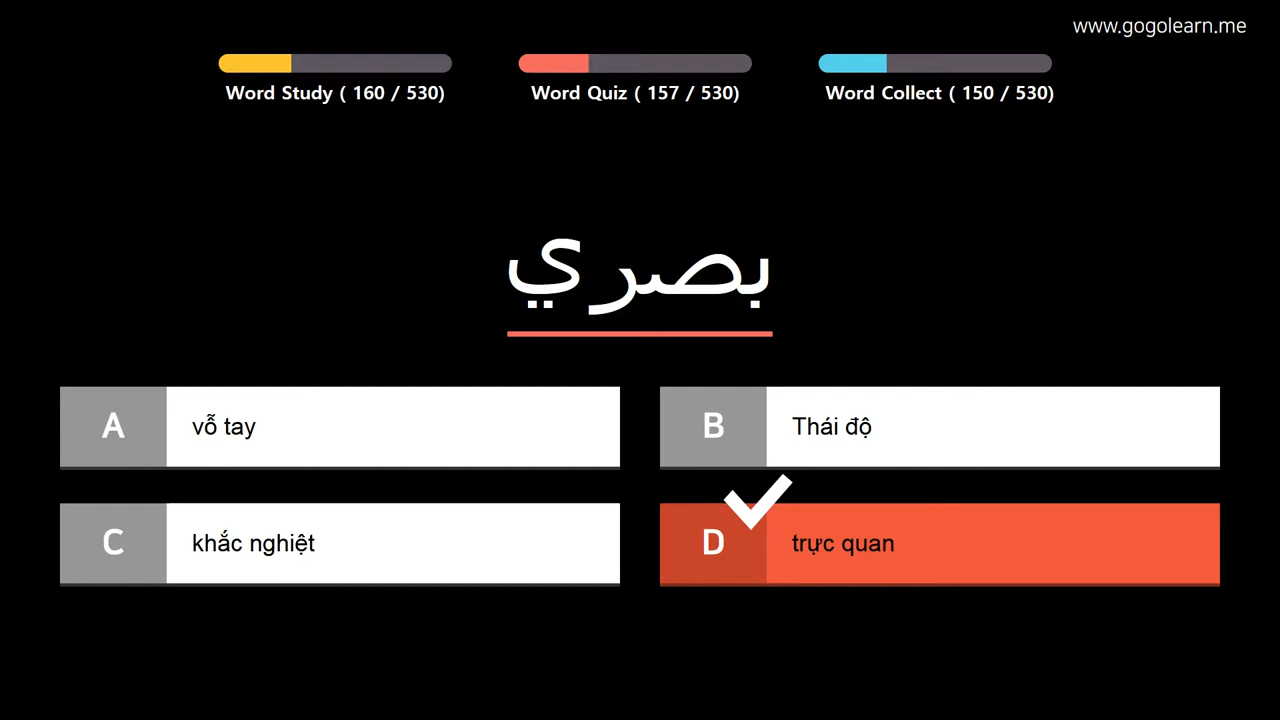 www.gogolearn.me
Word Study ( 160 / 530)
Word Quiz ( 157 / 530)
Word Collect ( 150 / 530)
بصري
A
vỗ tay
B
Thái độ
C
khắc nghiệt
D
trực quan